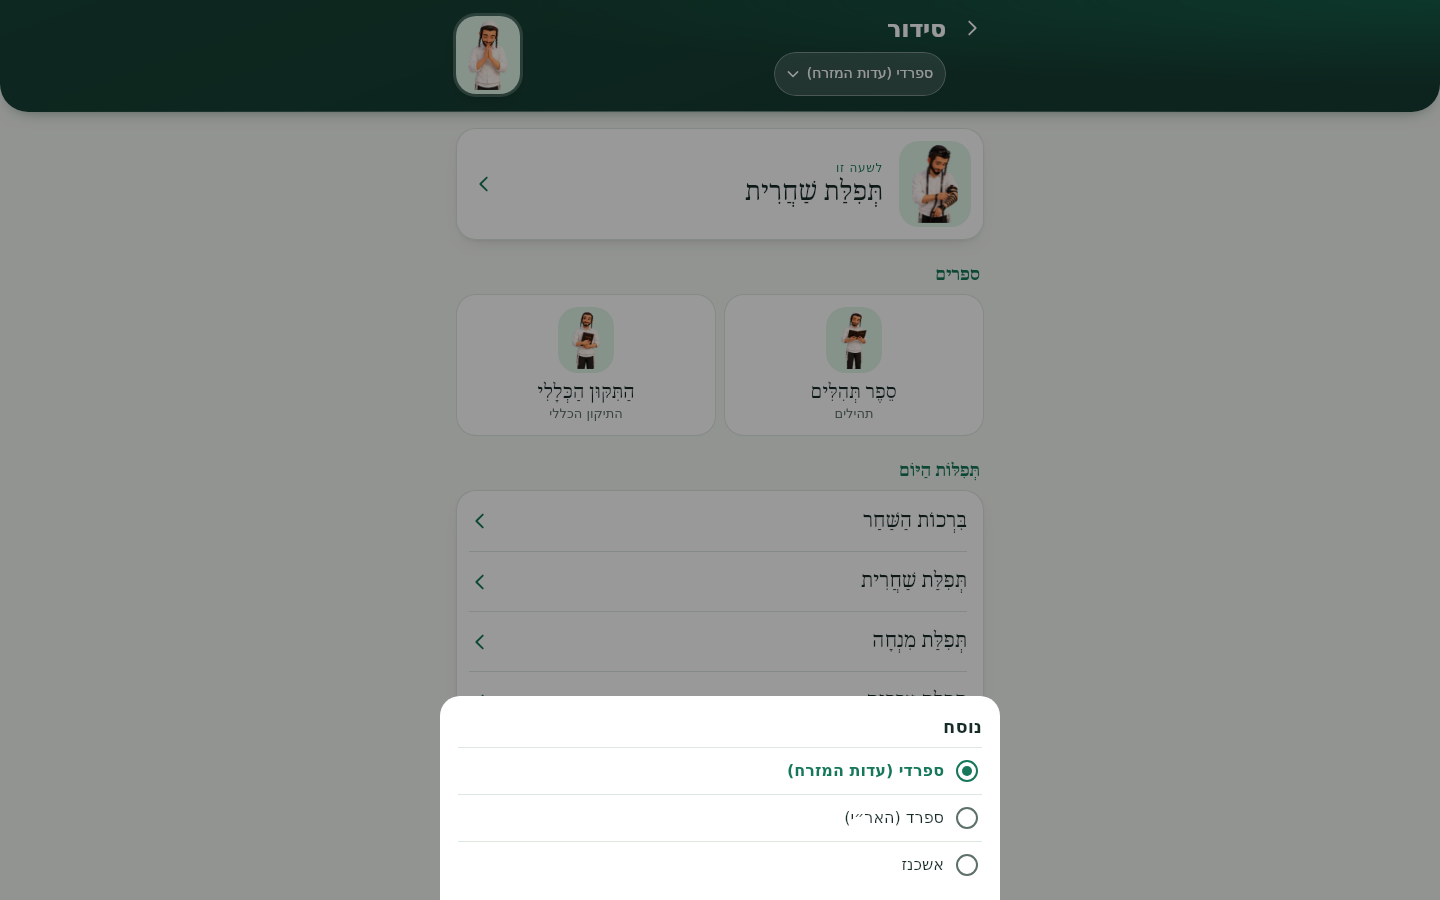 סידור
ספרדי (עדות המזרח)
לשעה זו
תְּפִלַּת שַׁחֲרִית
ספרים
סֵפֶר תְּהִלִּים
תהילים
הַתִּקּוּן הַכְּלָלִי
התיקון הכללי
תְּפִלּוֹת הַיּוֹם
בִּרְכוֹת הַשַּׁחַר
תְּפִלַּת שַׁחֲרִית
תְּפִלַּת מִנְחָה
נוסח
ספרדי (עדות המזרח)
ספרד (האר״י)
אשכנז